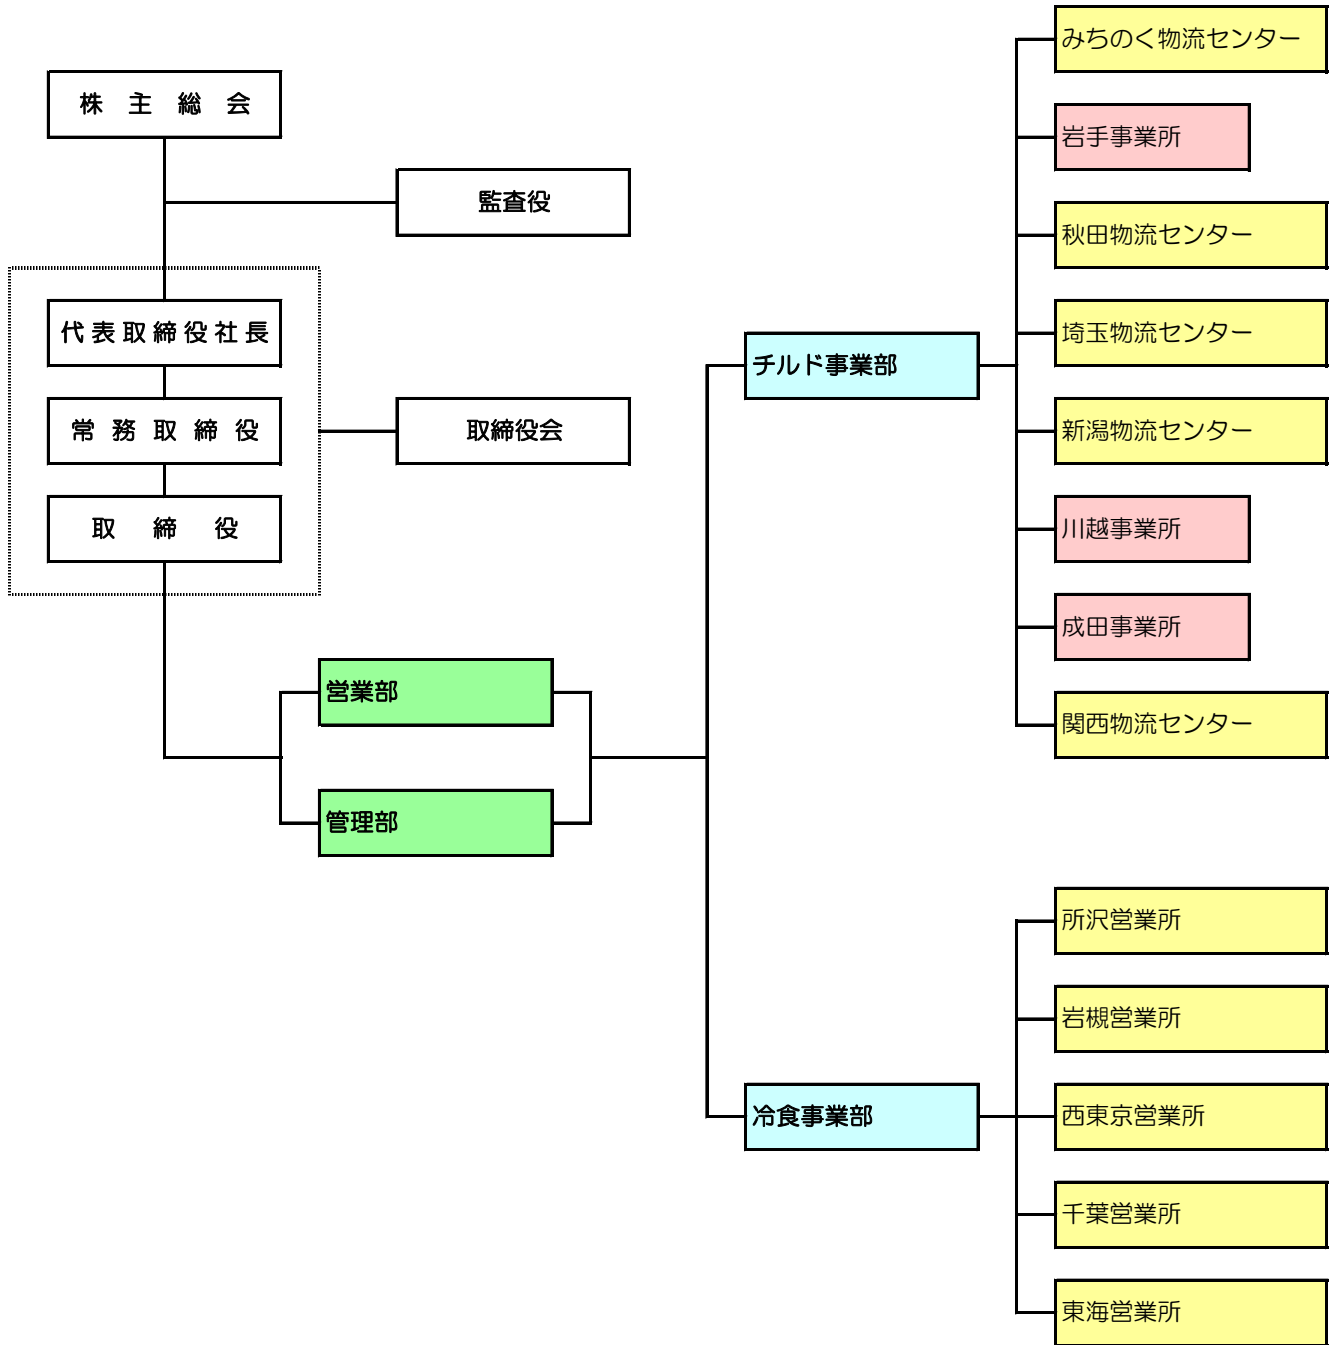 株主総会
監査役
代表取締役社長
常務取締役
取締役
取締役会
営業部
管理部
チルド事業部
みちのく物流センター
岩手事業所
秋田物流センター
埼玉物流センター
新潟物流センター
川越事業所
成田事業所
関西物流センター
冷食事業部
所沢営業所
岩槻営業所
西東京営業所
千葉営業所
東海営業所